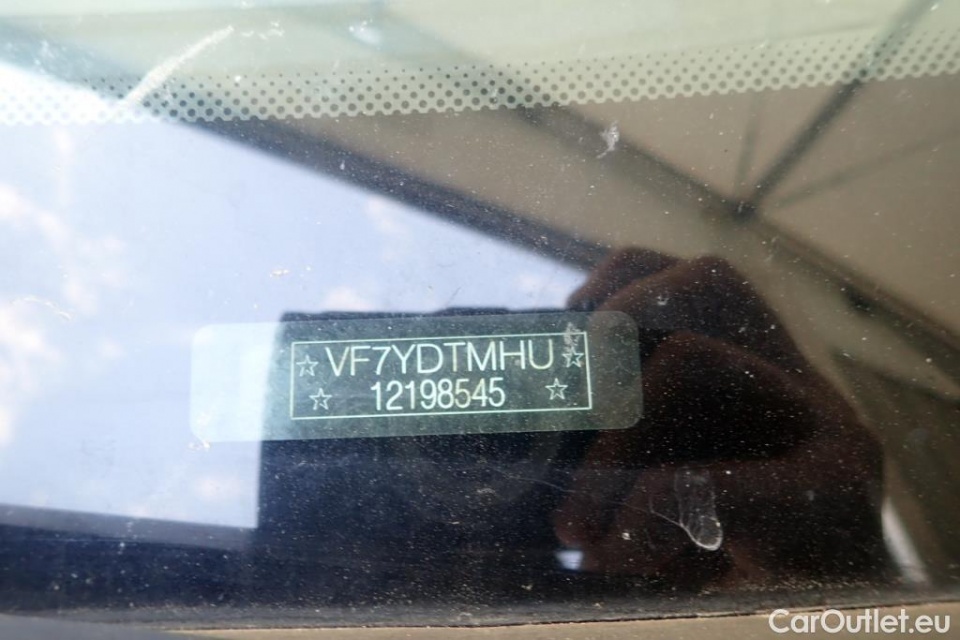 ☆ VF7YDTMHU ☆
☆ 12198545 ☆
CarOutlet.eu